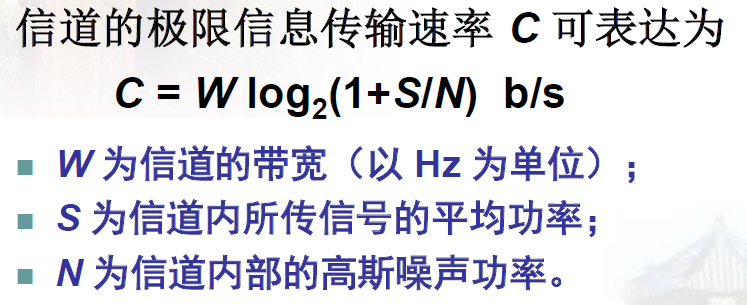 信道的极限信息传输速率 C 可表达为
C = W log₂(1+S/N) b/s
■ W 为信道的带宽（以 Hz 为单位）；
■ S 为信道内所传信号的平均功率；
■ N 为信道内部的高斯噪声功率。